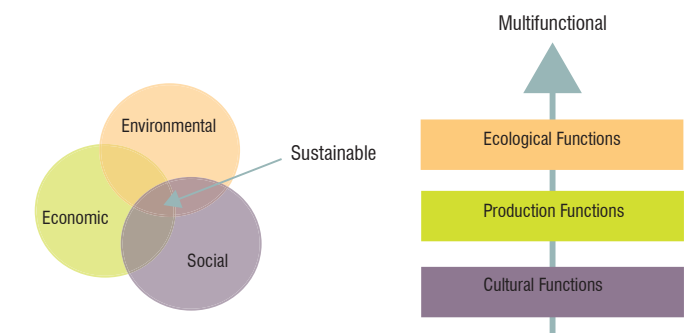 Environmental
Sustainable
Economic
Social
Multifunctional
Ecological Functions
Production Functions
Cultural Functions